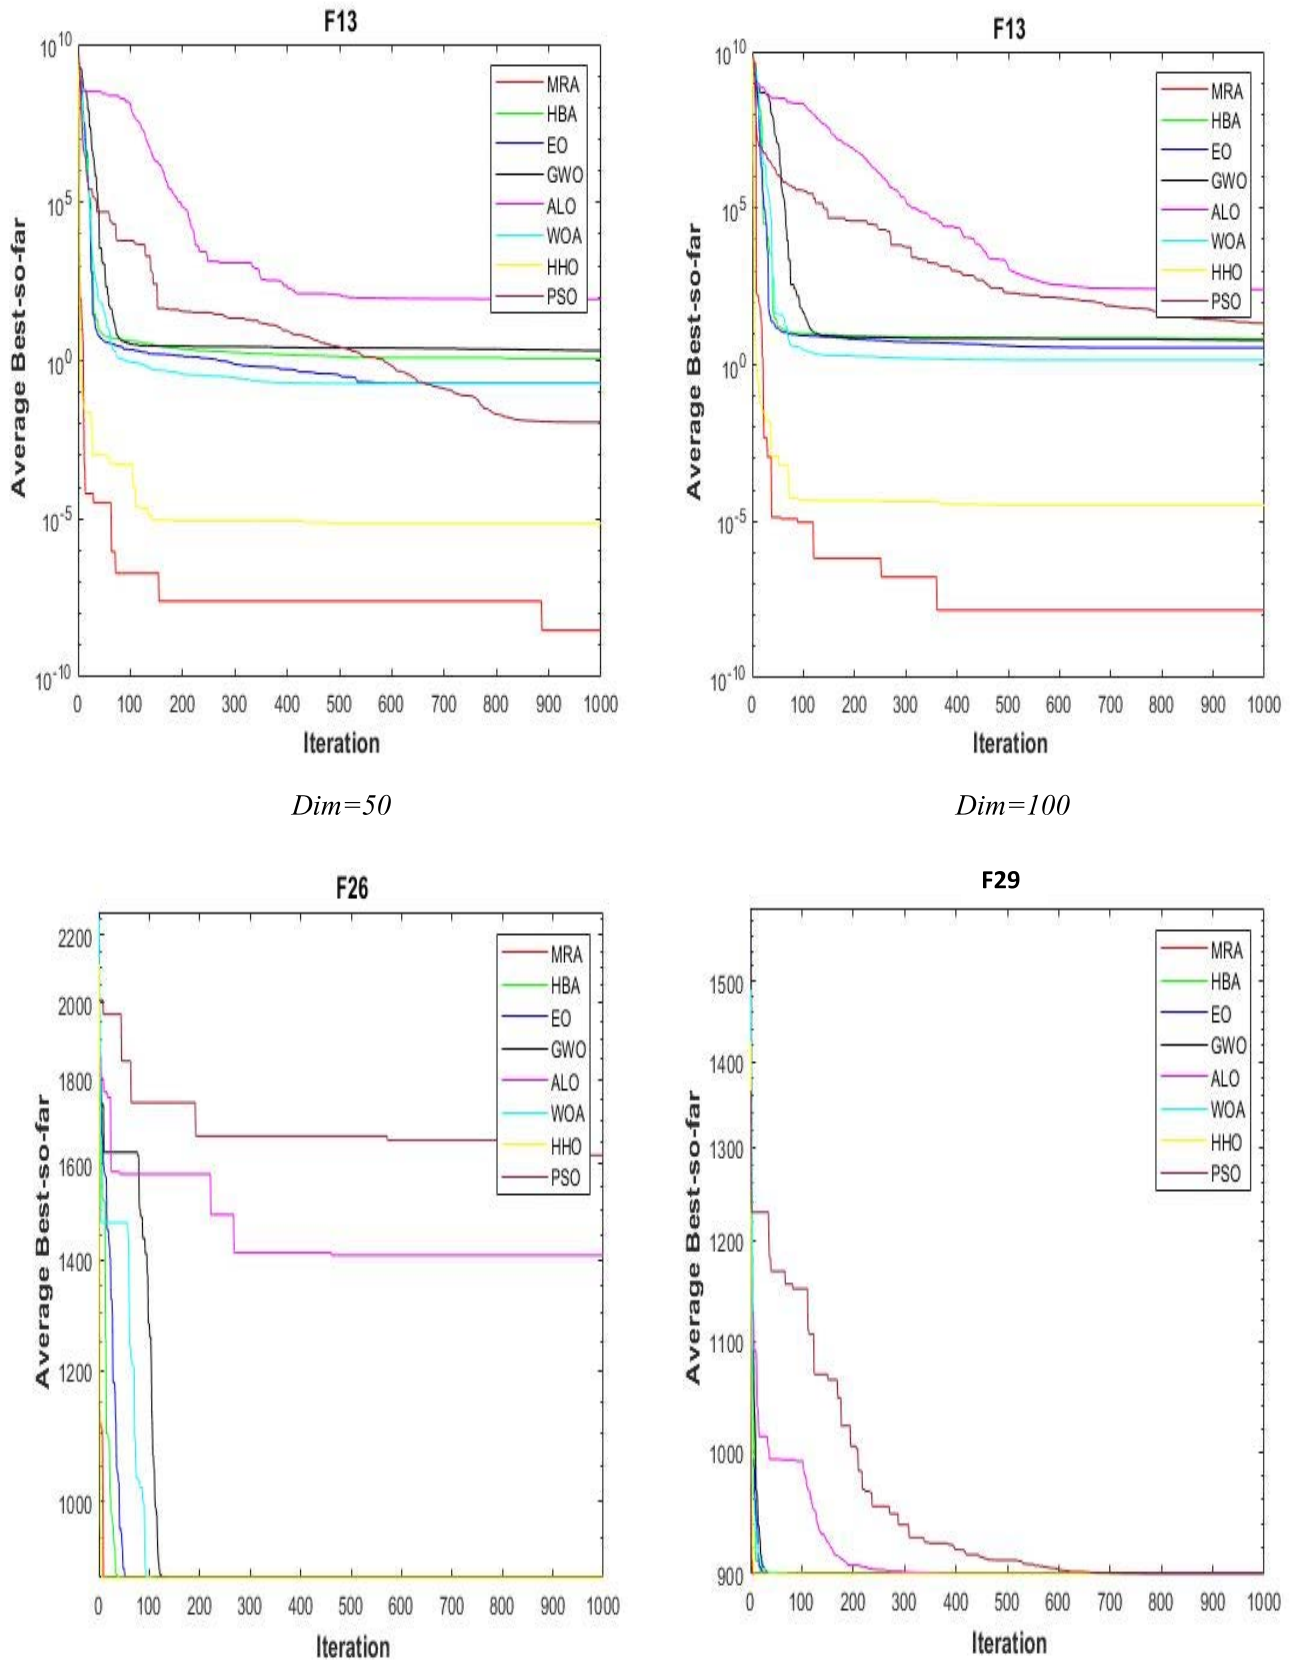 F13
10^10
10^5
10^0
10^-5
10^-10
Average Best-so-far
MRA
HBA
EO
GWO
ALO
WOA
HHO
PSO
0 100 200 300 400 500 600 700 800 900 1000
Iteration
Dim=50
F13
10^10
10^5
10^0
10^-5
10^-10
Average Best-so-far
MRA
HBA
EO
GWO
ALO
WOA
HHO
PSO
0 100 200 300 400 500 600 700 800 900 1000
Iteration
Dim=100
F26
2200
2000
1800
1600
1400
1200
1000
Average Best-so-far
MRA
HBA
EO
GWO
ALO
WOA
HHO
PSO
0 100 200 300 400 500 600 700 800 900 1000
Iteration
F29
1500
1400
1300
1200
1100
1000
900
Average Best-so-far
MRA
HBA
EO
GWO
ALO
WOA
HHO
PSO
0 100 200 300 400 500 600 700 800 900 1000
Iteration